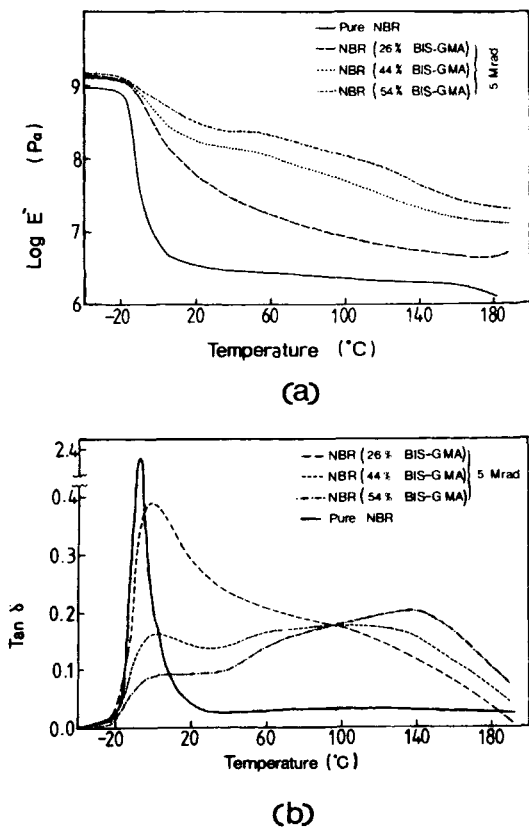 Pure NBR
NBR (26% BIS-GMA)
NBR (44% BIS-GMA)
NBR (54% BIS-GMA)
5 Mrad
9
8
7
6
Log E" (Pa)
-20 20 60 100 140 180
Temperature (°C)
(a)
NBR (26% BIS-GMA)
NBR (44% BIS-GMA)
NBR (54% BIS-GMA)
5 Mrad
Pure NBR
2.4
0.4
0.3
0.2
0.1
0.0
Tan δ
-20 20 60 100 140 180
Temperature (°C)
(b)